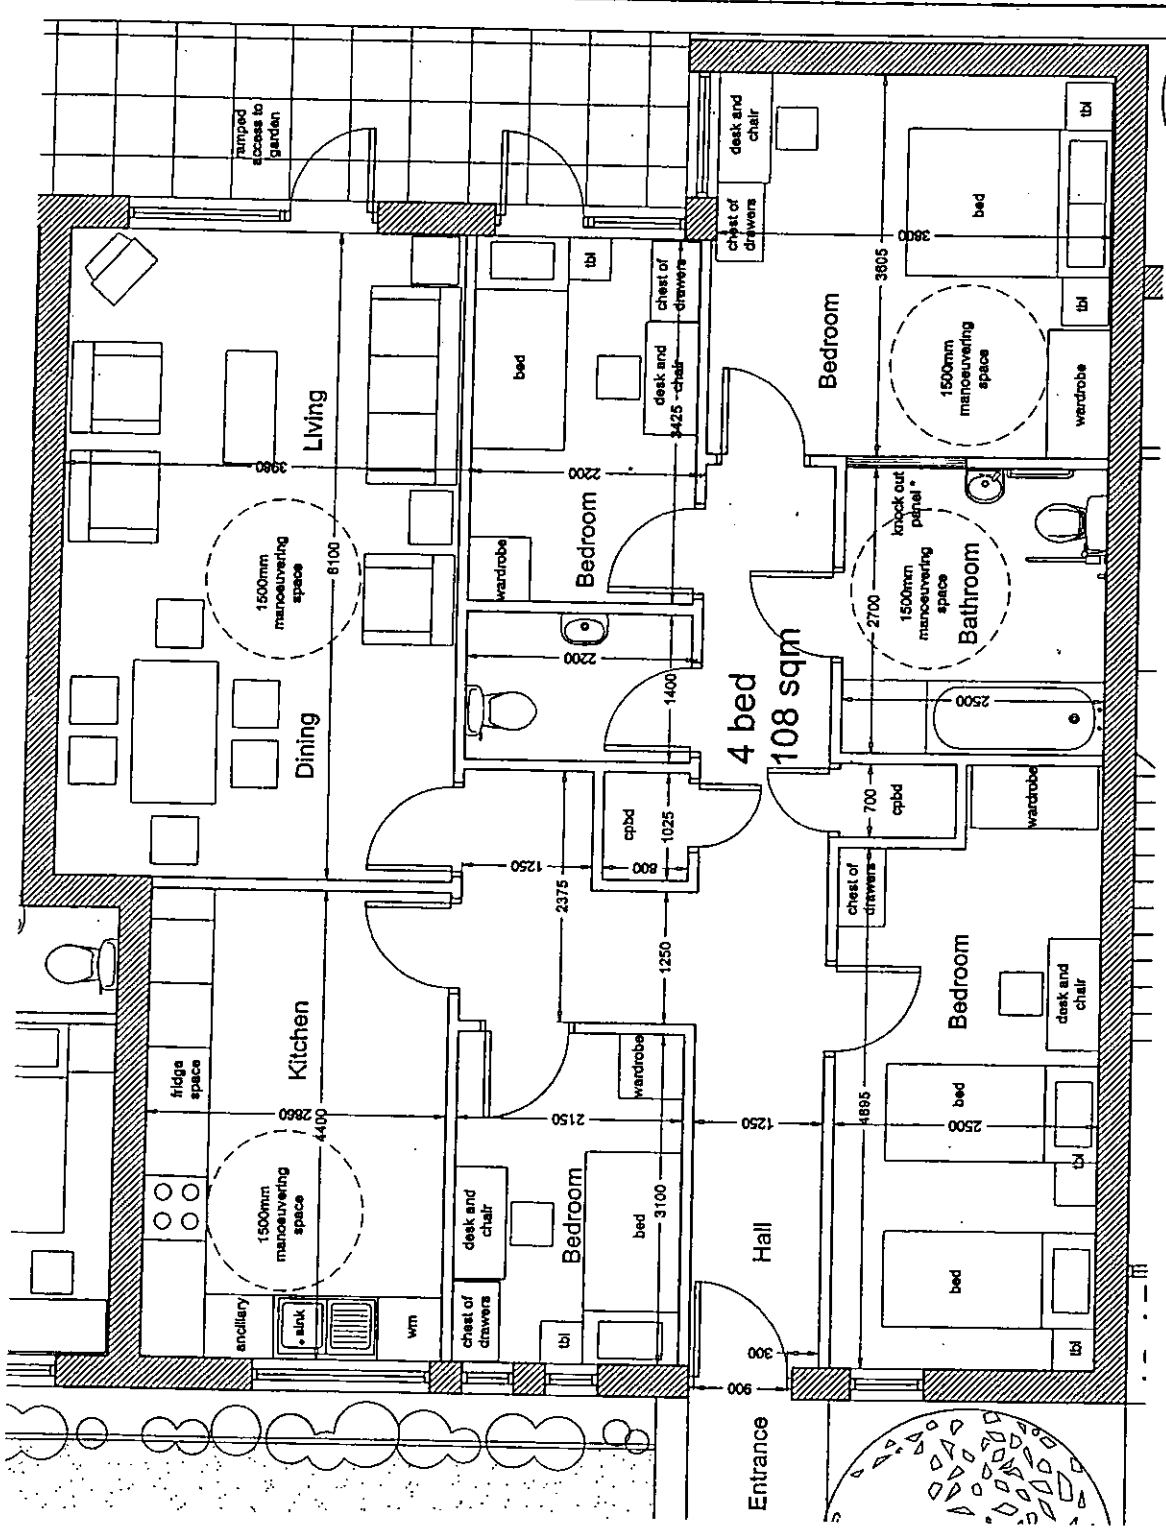 ramped
access to
garden
Living
Dining
1500mm
manoeuvering
space
3980
6100
Kitchen
fridge
space
1500mm
manoeuvering
space
2860
4400
ancillary
sink
wm
Bedroom
bed
tbl
chest of
drawers
desk and
chair
wardrobe
3425
2200
2200
1400
cpbd
1025
800
1250
2375
1250
Bedroom
desk and
chair
chest of
drawers
tbl
bed
wardrobe
2150
3100
4 bed
108 sqm
Hall
1250
300
900
Entrance
Bedroom
desk and
chair
chest of
drawers
bed
tbl
tbl
wardrobe
1500mm
manoeuvering
space
3605
3800
Bathroom
knock out
panel *
1500mm
manoeuvering
space
2700
2500
cpbd
700
Bedroom
wardrobe
chest of
drawers
desk and
chair
bed
tbl
bed
tbl
4895
2500